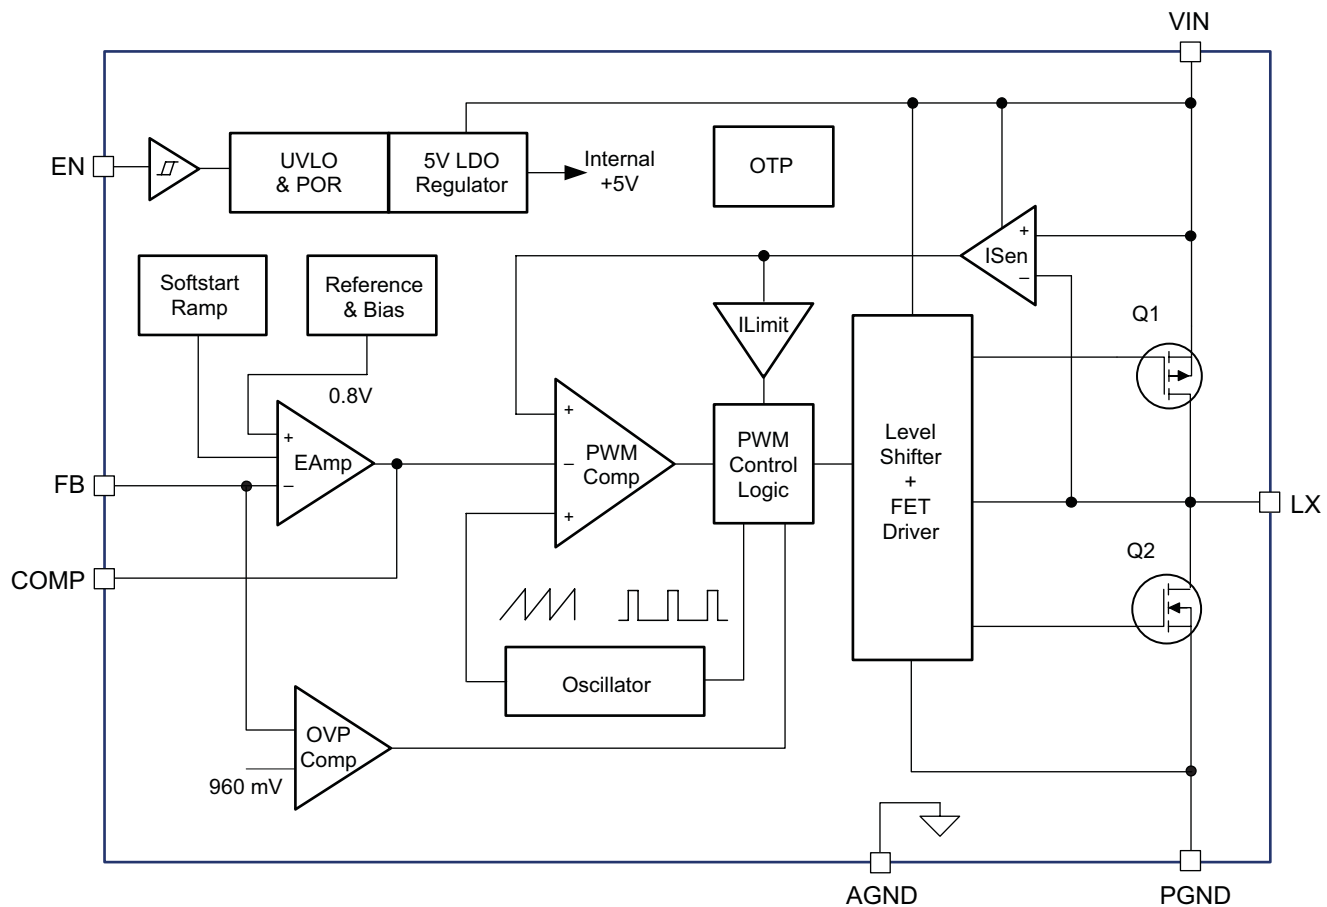 VIN
EN
UVLO
& POR
5V LDO
Regulator
Internal
+5V
OTP
Softstart
Ramp
Reference
& Bias
+
ISen
–
ILimit
Q1
0.8V
+
EAmp
–
+
–
PWM
Comp
+
PWM
Control
Logic
Level
Shifter
+
FET
Driver
FB
LX
COMP
Q2
Oscillator
OVP
Comp
960 mV
AGND
PGND